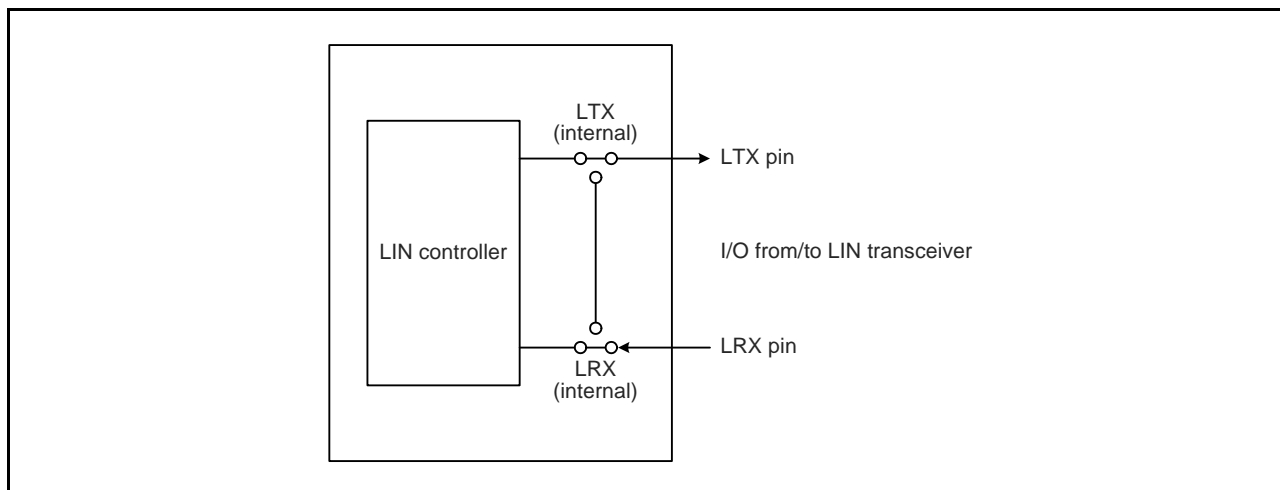 LTX
(internal)
LTX pin
LIN controller
I/O from/to LIN transceiver
LRX pin
LRX
(internal)